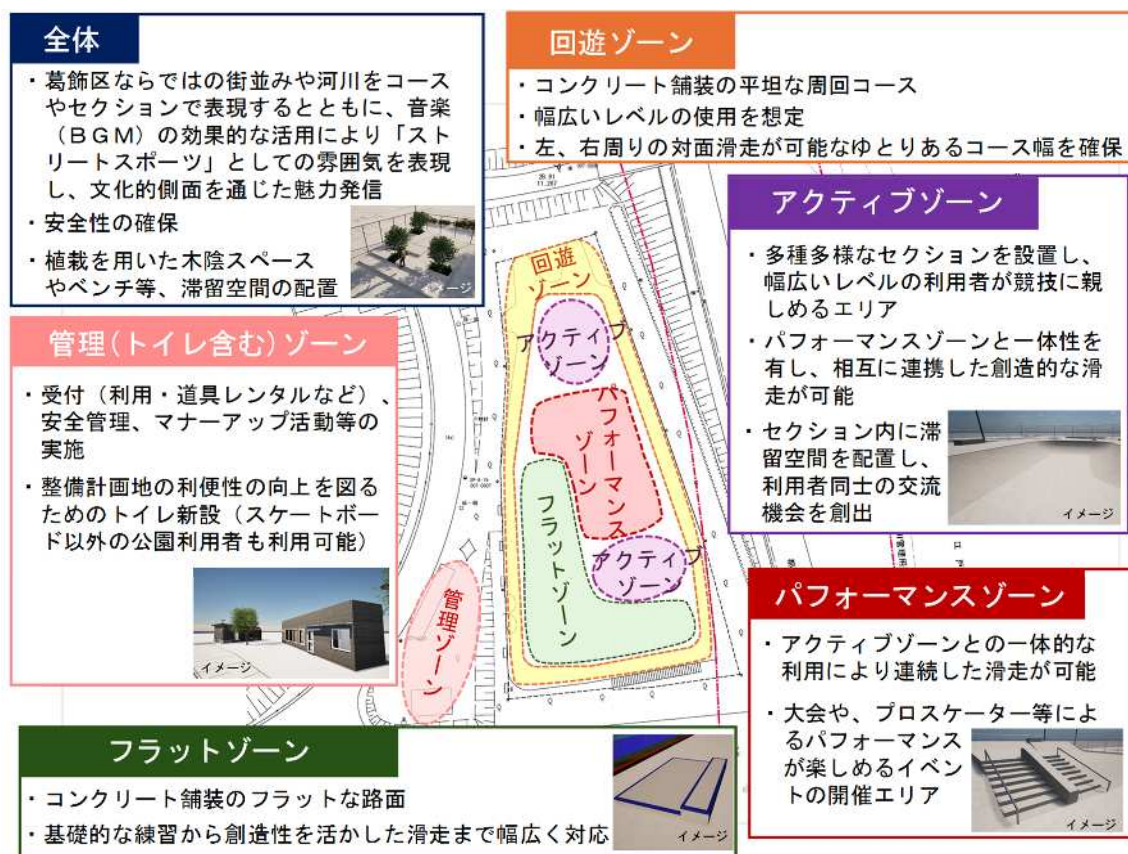 全体
・葛飾区ならではの街並みや河川をコース
やセクションで表現するとともに、音楽
（ＢＧＭ）の効果的な活用により「スト
リートスポーツ」としての雰囲気を表現
し、文化的側面を通じた魅力発信
・安全性の確保
・植栽を用いた木陰スペース
やベンチ等、滞留空間の配置
イメージ
回遊ゾーン
・コンクリート舗装の平坦な周回コース
・幅広いレベルの使用を想定
・左、右周りの対面滑走が可能なゆとりあるコース幅を確保
アクティブゾーン
・多種多様なセクションを設置し、
幅広いレベルの利用者が競技に親
しめるエリア
・パフォーマンスゾーンと一体性を
有し、相互に連携した創造的な滑
走が可能
・セクション内に滞
留空間を配置し、
利用者同士の交流
機会を創出
イメージ
管理(トイレ含む)ゾーン
・受付（利用・道具レンタルなど）、
安全管理、マナーアップ活動等の
実施
・整備計画地の利便性の向上を図る
ためのトイレ新設（スケートボー
ド以外の公園利用者も利用可能）
イメージ
回遊
ゾーン
アクティブ
ゾーン
パフォーマンス
ゾーン
フラットゾーン
アクティブ
ゾーン
管理ゾーン
パフォーマンスゾーン
・アクティブゾーンとの一体的な
利用により連続した滑走が可能
・大会や、プロスケーター等によ
るパフォーマンス
が楽しめるイベン
トの開催エリア
イメージ
フラットゾーン
・コンクリート舗装のフラットな路面
・基礎的な練習から創造性を活かした滑走まで幅広く対応
イメージ